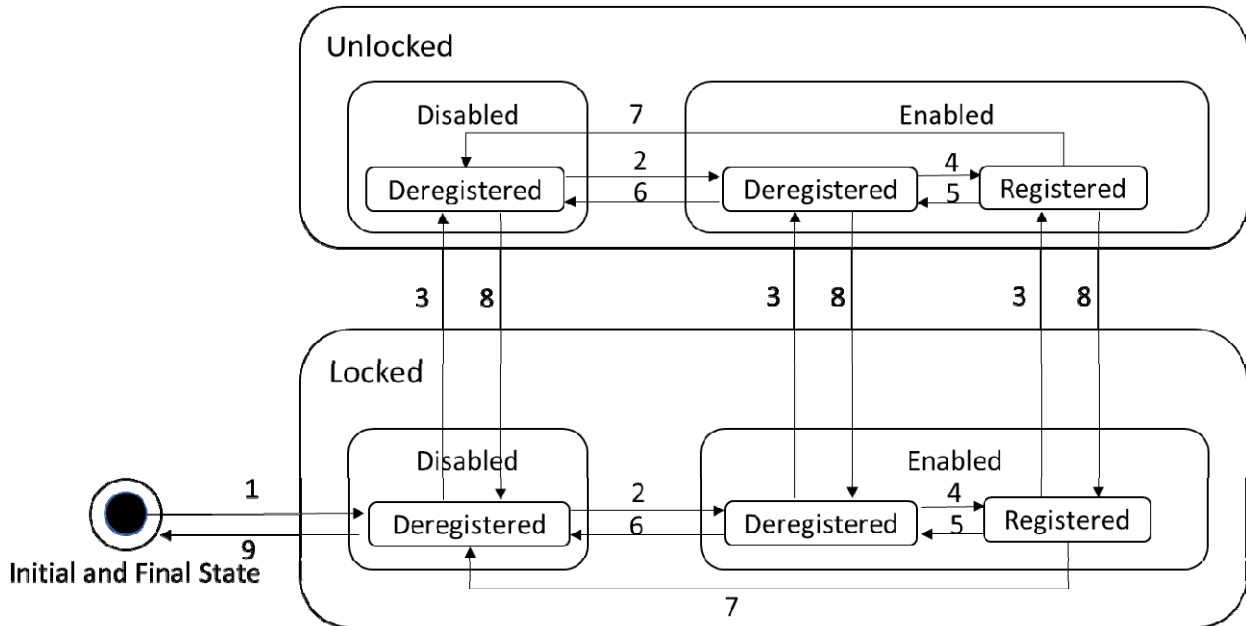 Unlocked
Disabled 7 Enabled
2 4
Deregistered Deregistered Registered
6 5
3 8 3 8 3 8
Locked
Disabled Enabled
1 2 4
Deregistered Deregistered Registered
9 6 5
Initial and Final State
7